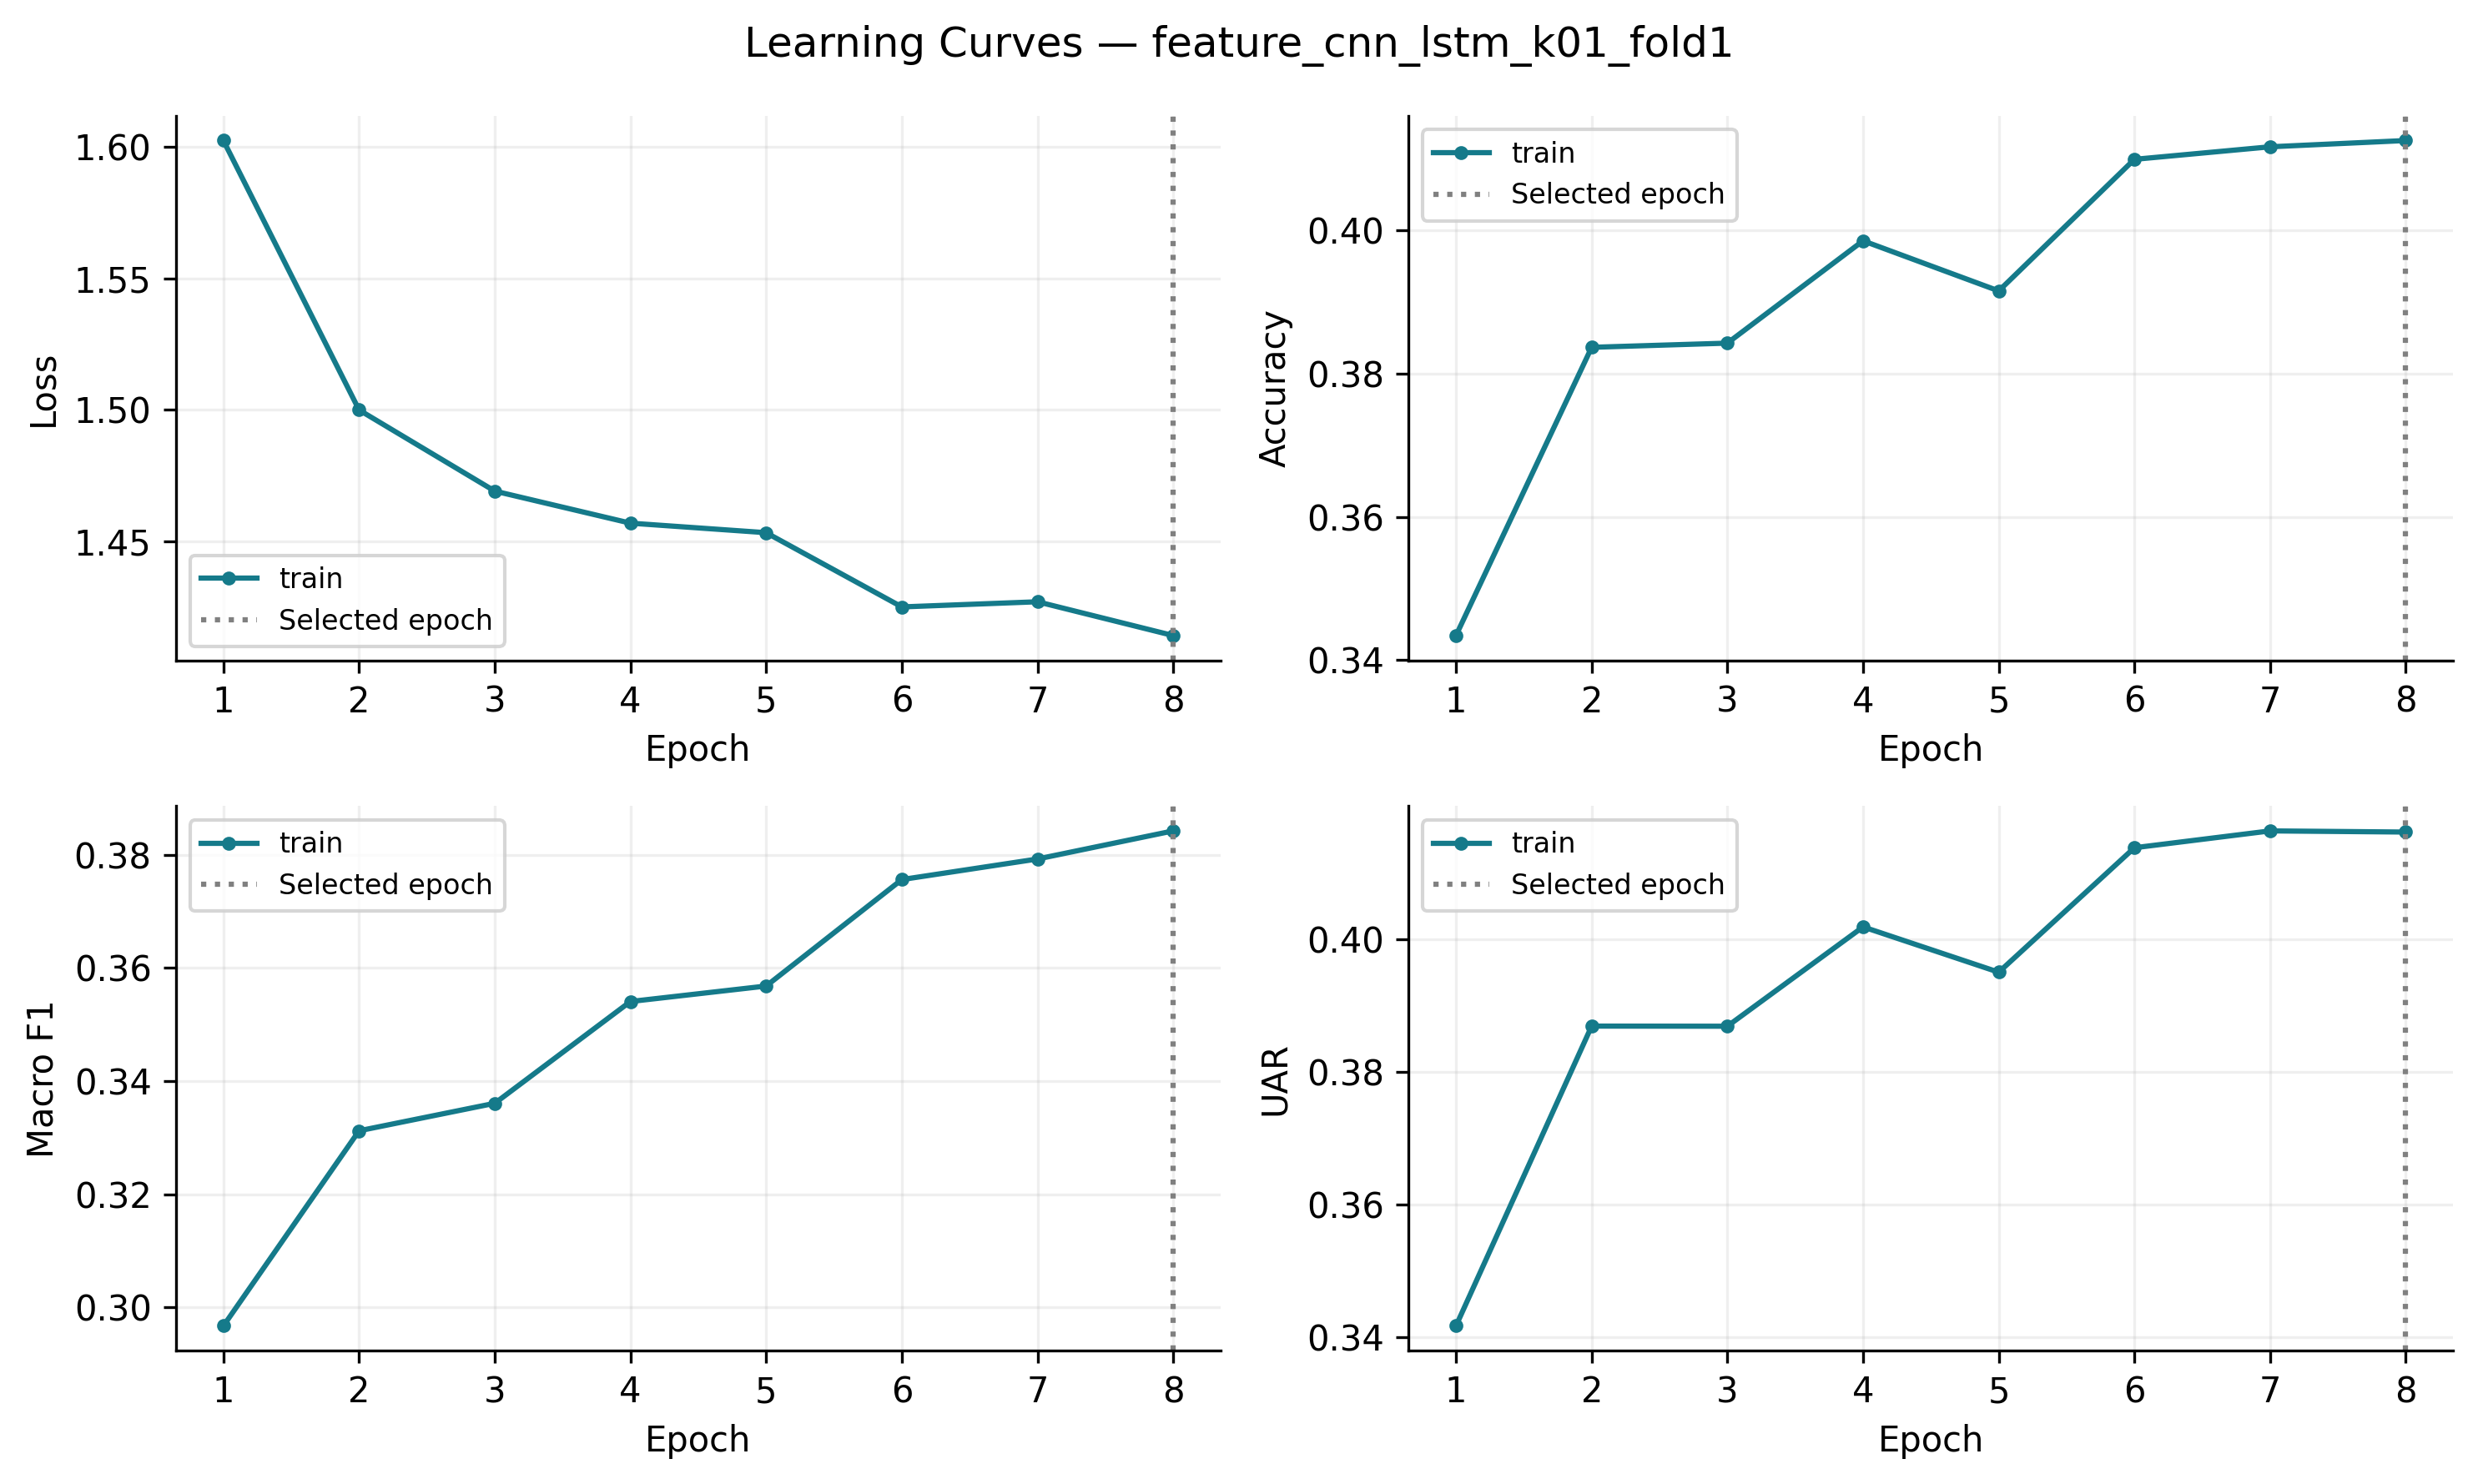 Learning Curves — feature_cnn_lstm_k01_fold1
Loss
1.60
1.55
1.50
1.45
train
Selected epoch
1 2 3 4 5 6 7 8
Epoch
Accuracy
0.40
0.38
0.36
0.34
train
Selected epoch
1 2 3 4 5 6 7 8
Epoch
Macro F1
0.38
0.36
0.34
0.32
0.30
train
Selected epoch
1 2 3 4 5 6 7 8
Epoch
UAR
0.40
0.38
0.36
0.34
train
Selected epoch
1 2 3 4 5 6 7 8
Epoch